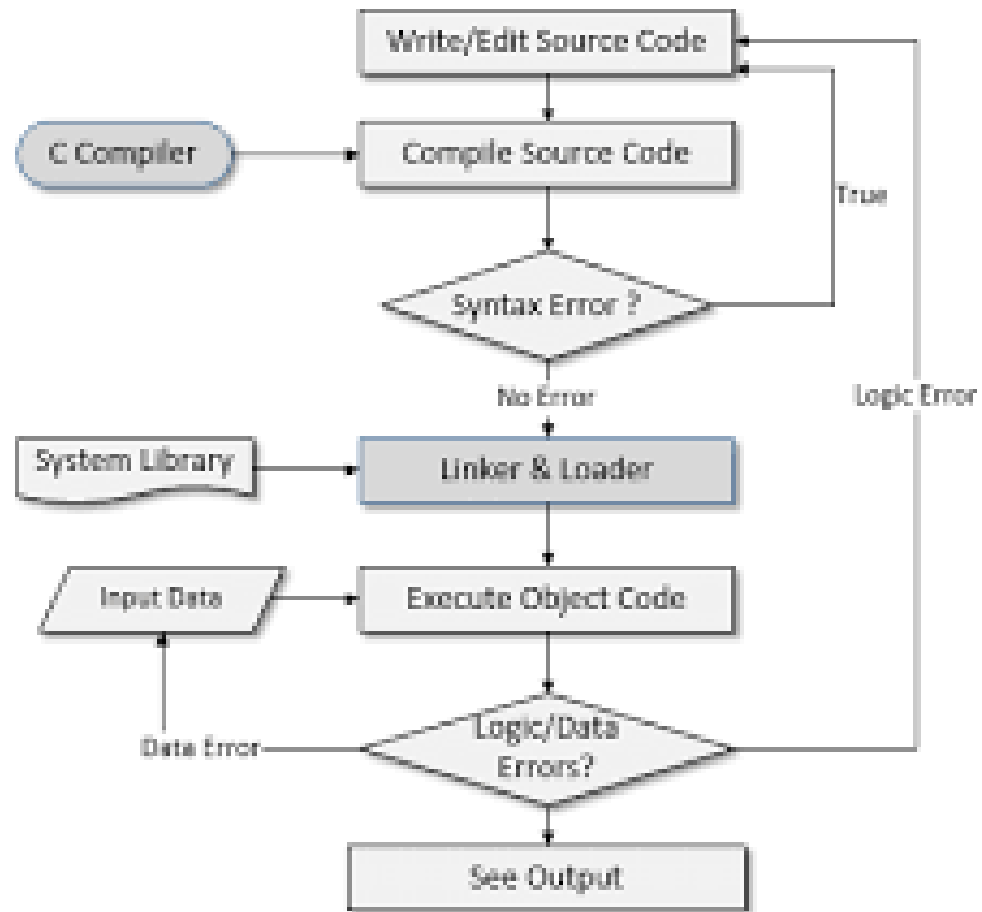 Write/Edit Source Code
C Compiler
Compile Source Code
True
Syntax Error ?
No Error
Logic Error
System Library
Linker & Loader
Input Data
Execute Object Code
Logic/Data
Errors?
Data Error
See Output